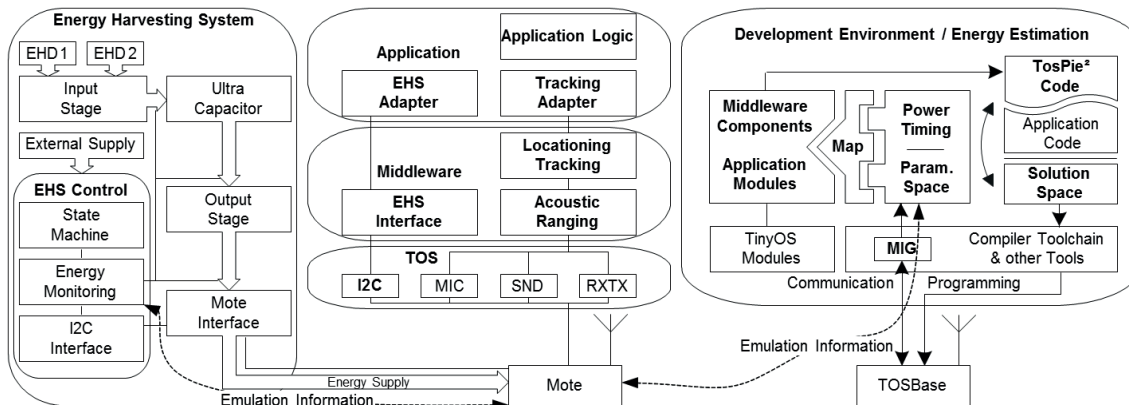 Energy Harvesting System
EHD 1
EHD 2
Input
Stage
Ultra
Capacitor
External Supply
EHS Control
State
Machine
Output
Stage
Energy
Monitoring
Mote
Interface
I2C
Interface
Energy Supply
Emulation Information
Application
Application Logic
EHS
Adapter
Tracking
Adapter
Middleware
Locationing
Tracking
EHS
Interface
Acoustic
Ranging
TOS
I2C
MIC
SND
RXTX
Mote
Development Environment / Energy Estimation
Middleware
Components
Application
Modules
Map
Power
Timing
Param.
Space
TosPie²
Code
Application
Code
Solution
Space
TinyOS
Modules
MIG
Compiler Toolchain
& other Tools
Communication
Programming
Emulation Information
TOSBase